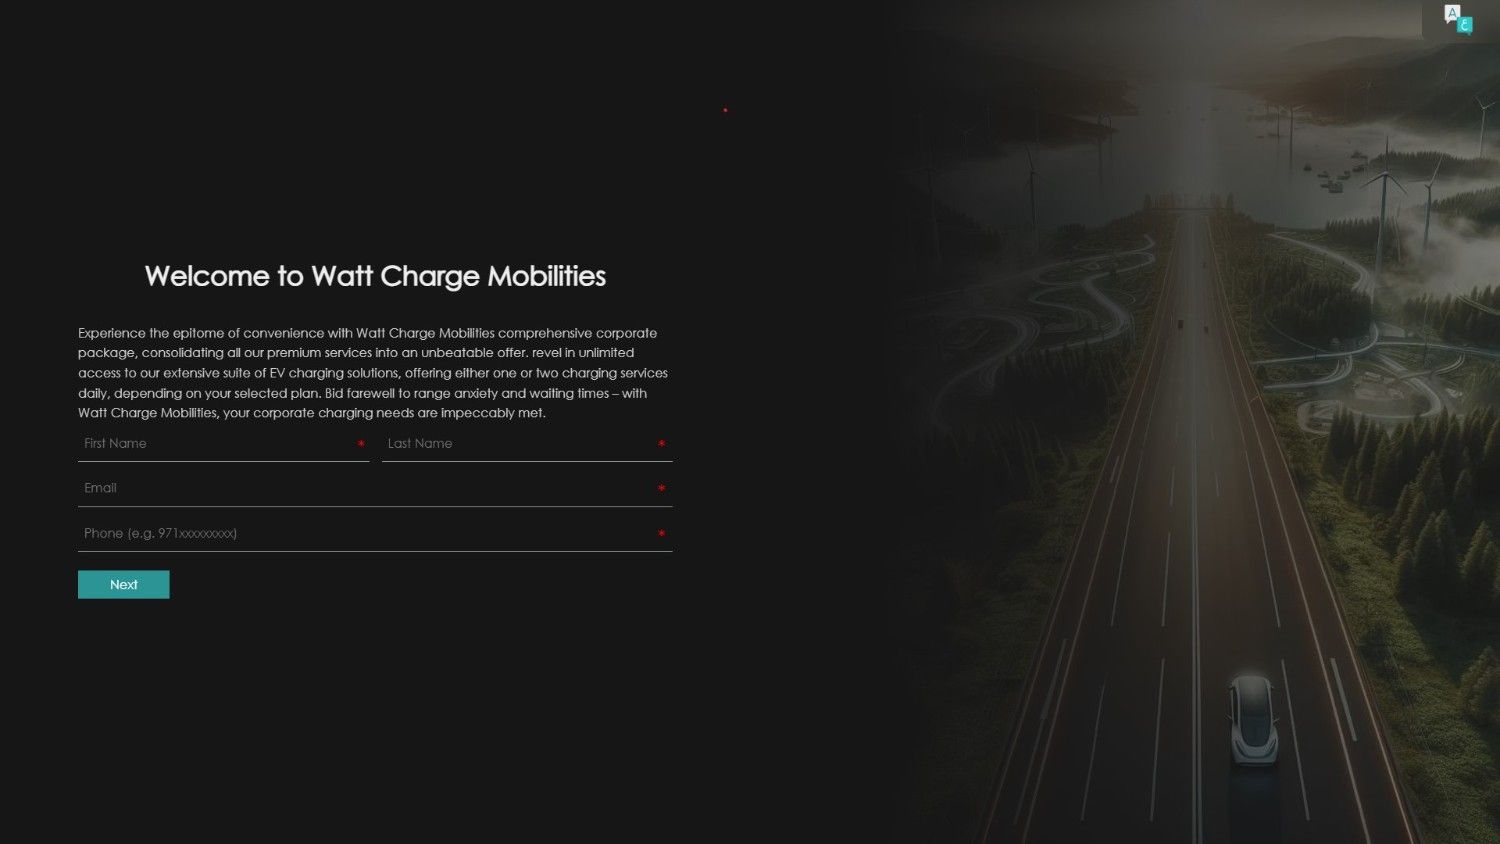 A
ع
Welcome to Watt Charge Mobilities
Experience the epitome of convenience with Watt Charge Mobilities comprehensive corporate
package, consolidating all our premium services into an unbeatable offer. revel in unlimited
access to our extensive suite of EV charging solutions, offering either one or two charging services
daily, depending on your selected plan. Bid farewell to range anxiety and waiting times – with
Watt Charge Mobilities, your corporate charging needs are impeccably met.
First Name * Last Name *
Email *
Phone (e.g. 971xxxxxxxxx) *
Next